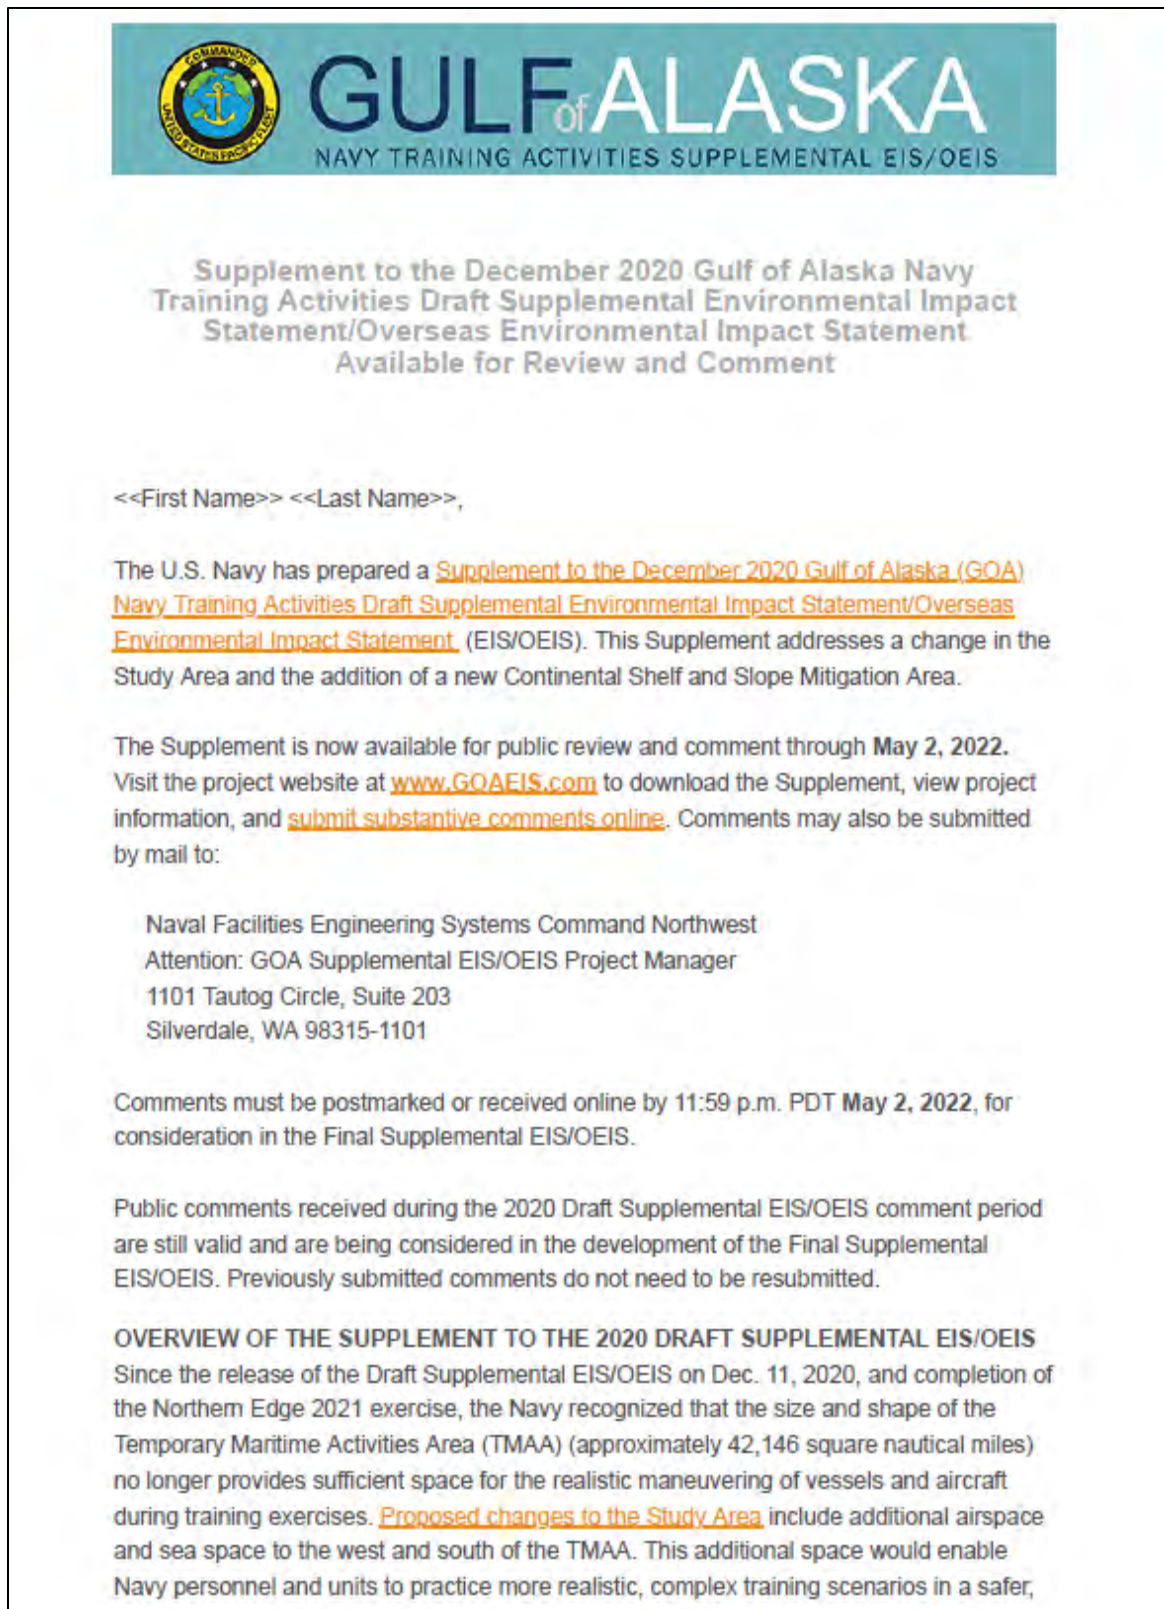 COMMANDER
UNITED STATES PACIFIC FLEET
GULF of ALASKA
NAVY TRAINING ACTIVITIES SUPPLEMENTAL EIS/OEIS
Supplement to the December 2020 Gulf of Alaska Navy
Training Activities Draft Supplemental Environmental Impact
Statement/Overseas Environmental Impact Statement
Available for Review and Comment
<<First Name>> <<Last Name>>,
The U.S. Navy has prepared a Supplement to the December 2020 Gulf of Alaska (GOA)
Navy Training Activities Draft Supplemental Environmental Impact Statement/Overseas
Environmental Impact Statement (EIS/OEIS). This Supplement addresses a change in the
Study Area and the addition of a new Continental Shelf and Slope Mitigation Area.
The Supplement is now available for public review and comment through May 2, 2022.
Visit the project website at www.GOAEIS.com to download the Supplement, view project
information, and submit substantive comments online. Comments may also be submitted
by mail to:
Naval Facilities Engineering Systems Command Northwest
Attention: GOA Supplemental EIS/OEIS Project Manager
1101 Tautog Circle, Suite 203
Silverdale, WA 98315-1101
Comments must be postmarked or received online by 11:59 p.m. PDT May 2, 2022, for
consideration in the Final Supplemental EIS/OEIS.
Public comments received during the 2020 Draft Supplemental EIS/OEIS comment period
are still valid and are being considered in the development of the Final Supplemental
EIS/OEIS. Previously submitted comments do not need to be resubmitted.
OVERVIEW OF THE SUPPLEMENT TO THE 2020 DRAFT SUPPLEMENTAL EIS/OEIS
Since the release of the Draft Supplemental EIS/OEIS on Dec. 11, 2020, and completion of
the Northern Edge 2021 exercise, the Navy recognized that the size and shape of the
Temporary Maritime Activities Area (TMAA) (approximately 42,146 square nautical miles)
no longer provides sufficient space for the realistic maneuvering of vessels and aircraft
during training exercises. Proposed changes to the Study Area include additional airspace
and sea space to the west and south of the TMAA. This additional space would enable
Navy personnel and units to practice more realistic, complex training scenarios in a safer,